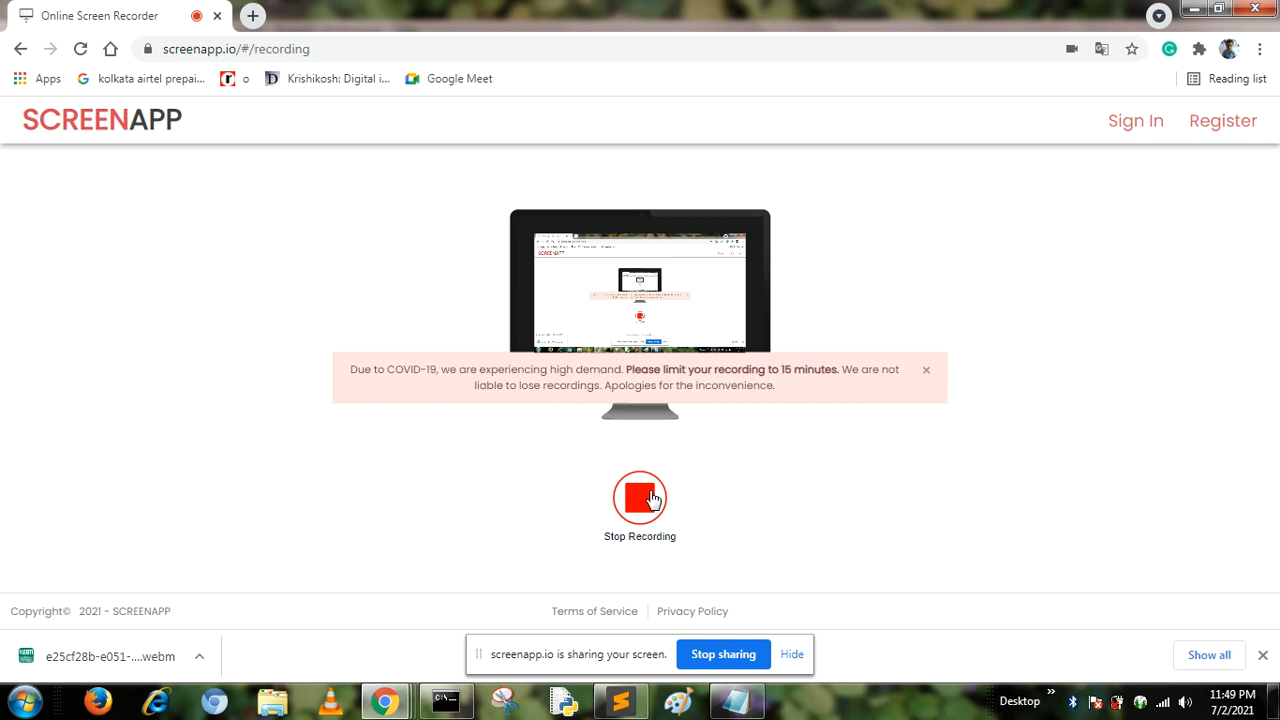 Online Screen Recorder
screenapp.io/#/recording
Apps
kolkata airtel prepai...
o
Krishikosh: Digital i...
Google Meet
Reading list
SCREENAPP
Sign In
Register
SCREENAPP
Due to COVID-19, we are experiencing high demand. Please limit your recording to 15 minutes. We are not
liable to lose recordings. Apologies for the inconvenience.
Stop Recording
Copyright© 2021 - SCREENAPP
Terms of Service
Privacy Policy
e25cf28b-e051-....webm
screenapp.io is sharing your screen.
Stop sharing
Hide
Show all
Desktop
11:49 PM
7/2/2021